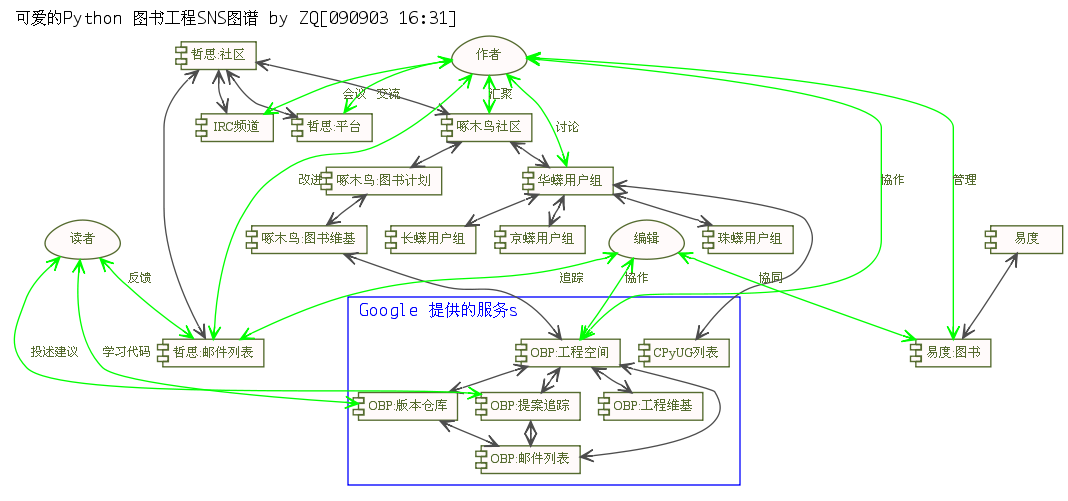 可爱的Python 图书工程SNS图谱 by ZQ[090903 16:31]
哲思:社区
作者
会议
交流
汇聚
IRC频道
哲思:平台
啄木鸟社区
讨论
改进
啄木鸟:图书计划
华蟒用户组
協作
管理
读者
啄木鸟:图书维基
长蟒用户组
京蟒用户组
编辑
珠蟒用户组
易度
反馈
追踪
協作
協同
Google 提供的服务s
投述建议
学习代码
哲思:邮件列表
OBP:工程空间
CPyUG列表
易度:图书
OBP:版本仓库
OBP:提案追踪
OBP:工程维基
OBP:邮件列表